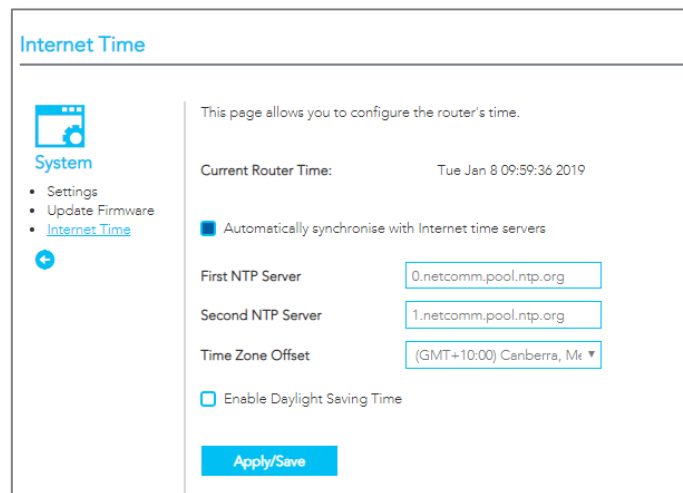 Internet Time
This page allows you to configure the router's time.
System
Settings
Update Firmware
Internet Time
Current Router Time: Tue Jan 8 09:59:36 2019
Automatically synchronise with Internet time servers
First NTP Server 0.netcomm.pool.ntp.org
Second NTP Server 1.netcomm.pool.ntp.org
Time Zone Offset (GMT+10:00) Canberra, Me
Enable Daylight Saving Time
Apply/Save